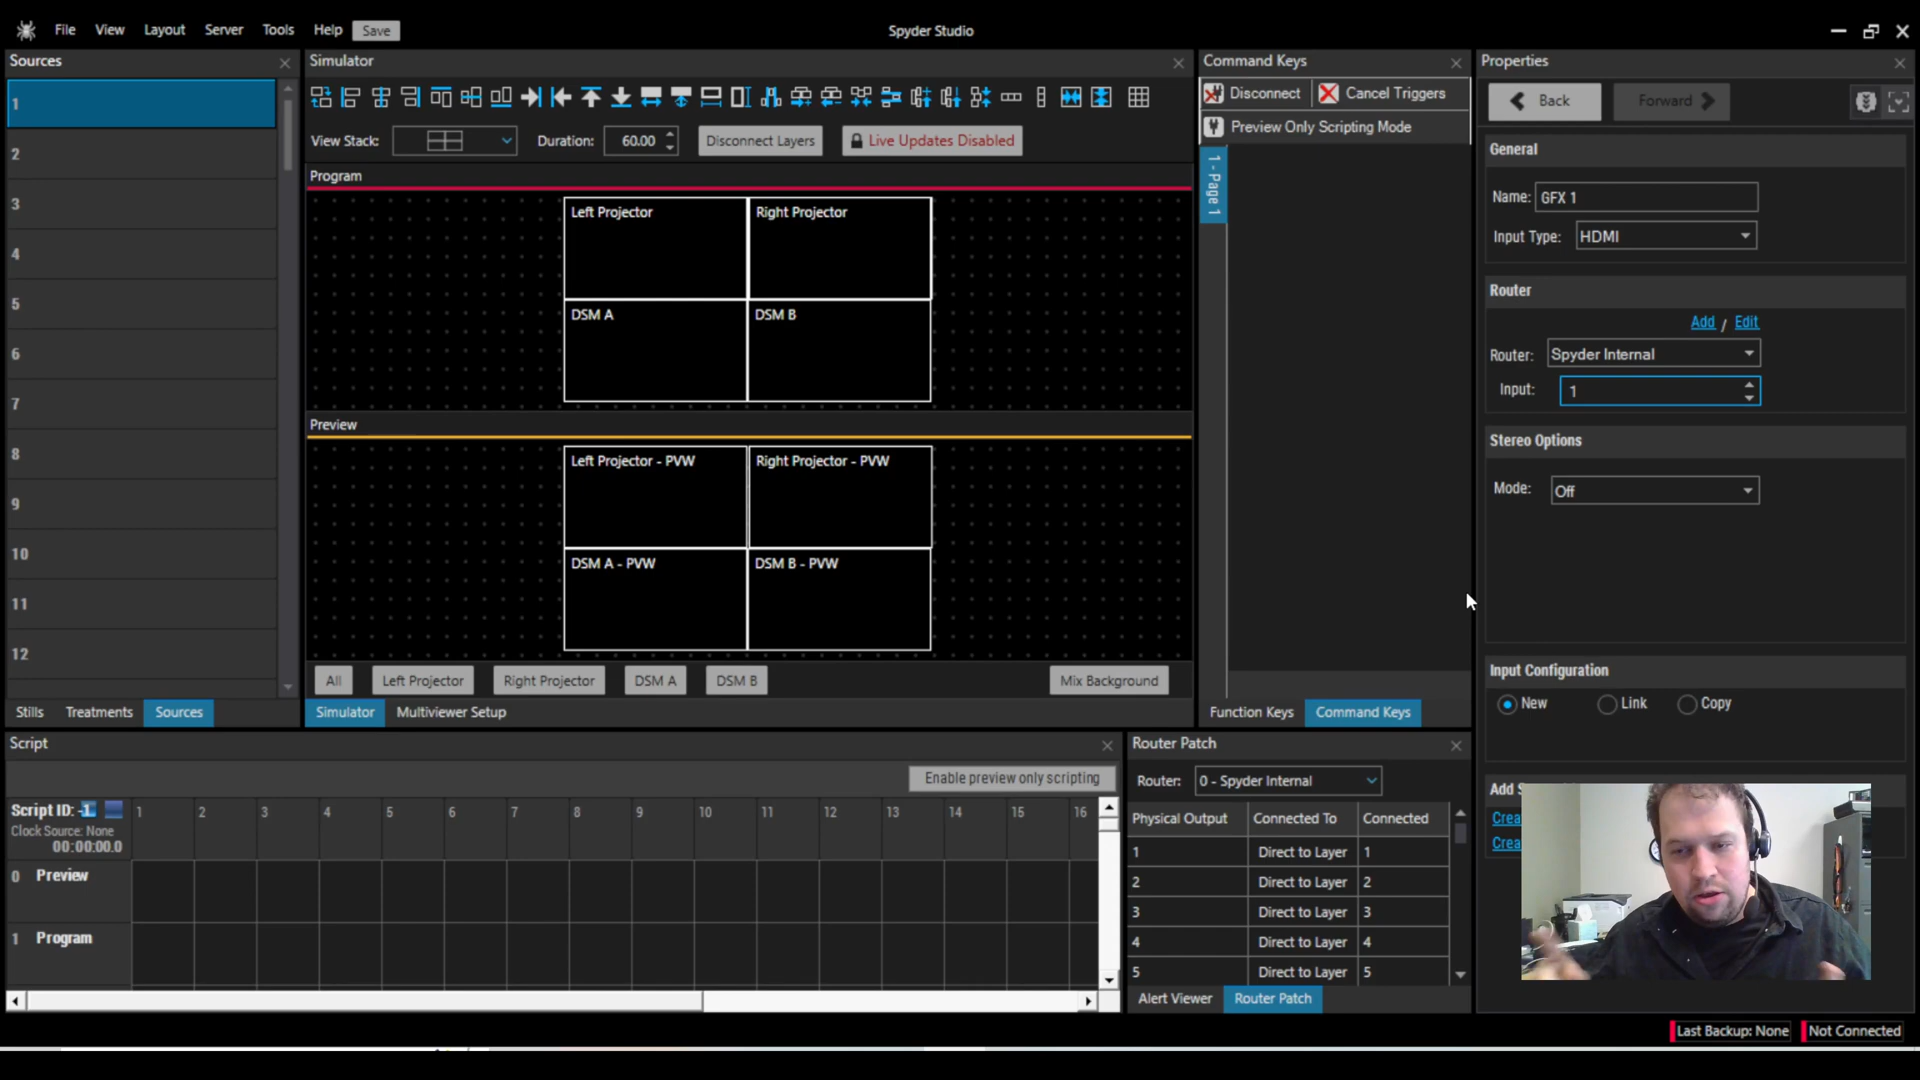 File View Layout Server Tools Help Save
Spyder Studio
Sources
1
2
3
4
5
6
7
8
9
10
11
12
Stills Treatments Sources
Simulator
View Stack: Duration: 60.00 Disconnect Layers Live Updates Disabled
Program
Left Projector Right Projector
DSM A DSM B
Preview
Left Projector - PVW Right Projector - PVW
DSM A - PVW DSM B - PVW
All Left Projector Right Projector DSM A DSM B Mix Background
Simulator Multiviewer Setup
Command Keys
Disconnect Cancel Triggers
Preview Only Scripting Mode
1 - Page 1
Function Keys Command Keys
Properties
Back Forward
General
Name: GFX 1
Input Type: HDMI
Router
Add / Edit
Router: Spyder Internal
Input: 1
Stereo Options
Mode: Off
Input Configuration
New Link Copy
Script
Enable preview only scripting
Script ID: -1 1 2 3 4 5 6 7 8 9 10 11 12 13 14 15 16
Clock Source: None
00:00:00.0
0 Preview
1 Program
Router Patch
Router: 0 - Spyder Internal
Physical Output Connected To Connected
1 Direct to Layer 1
2 Direct to Layer 2
3 Direct to Layer 3
4 Direct to Layer 4
5 Direct to Layer 5
Alert Viewer Router Patch
Last Backup: None Not Connected